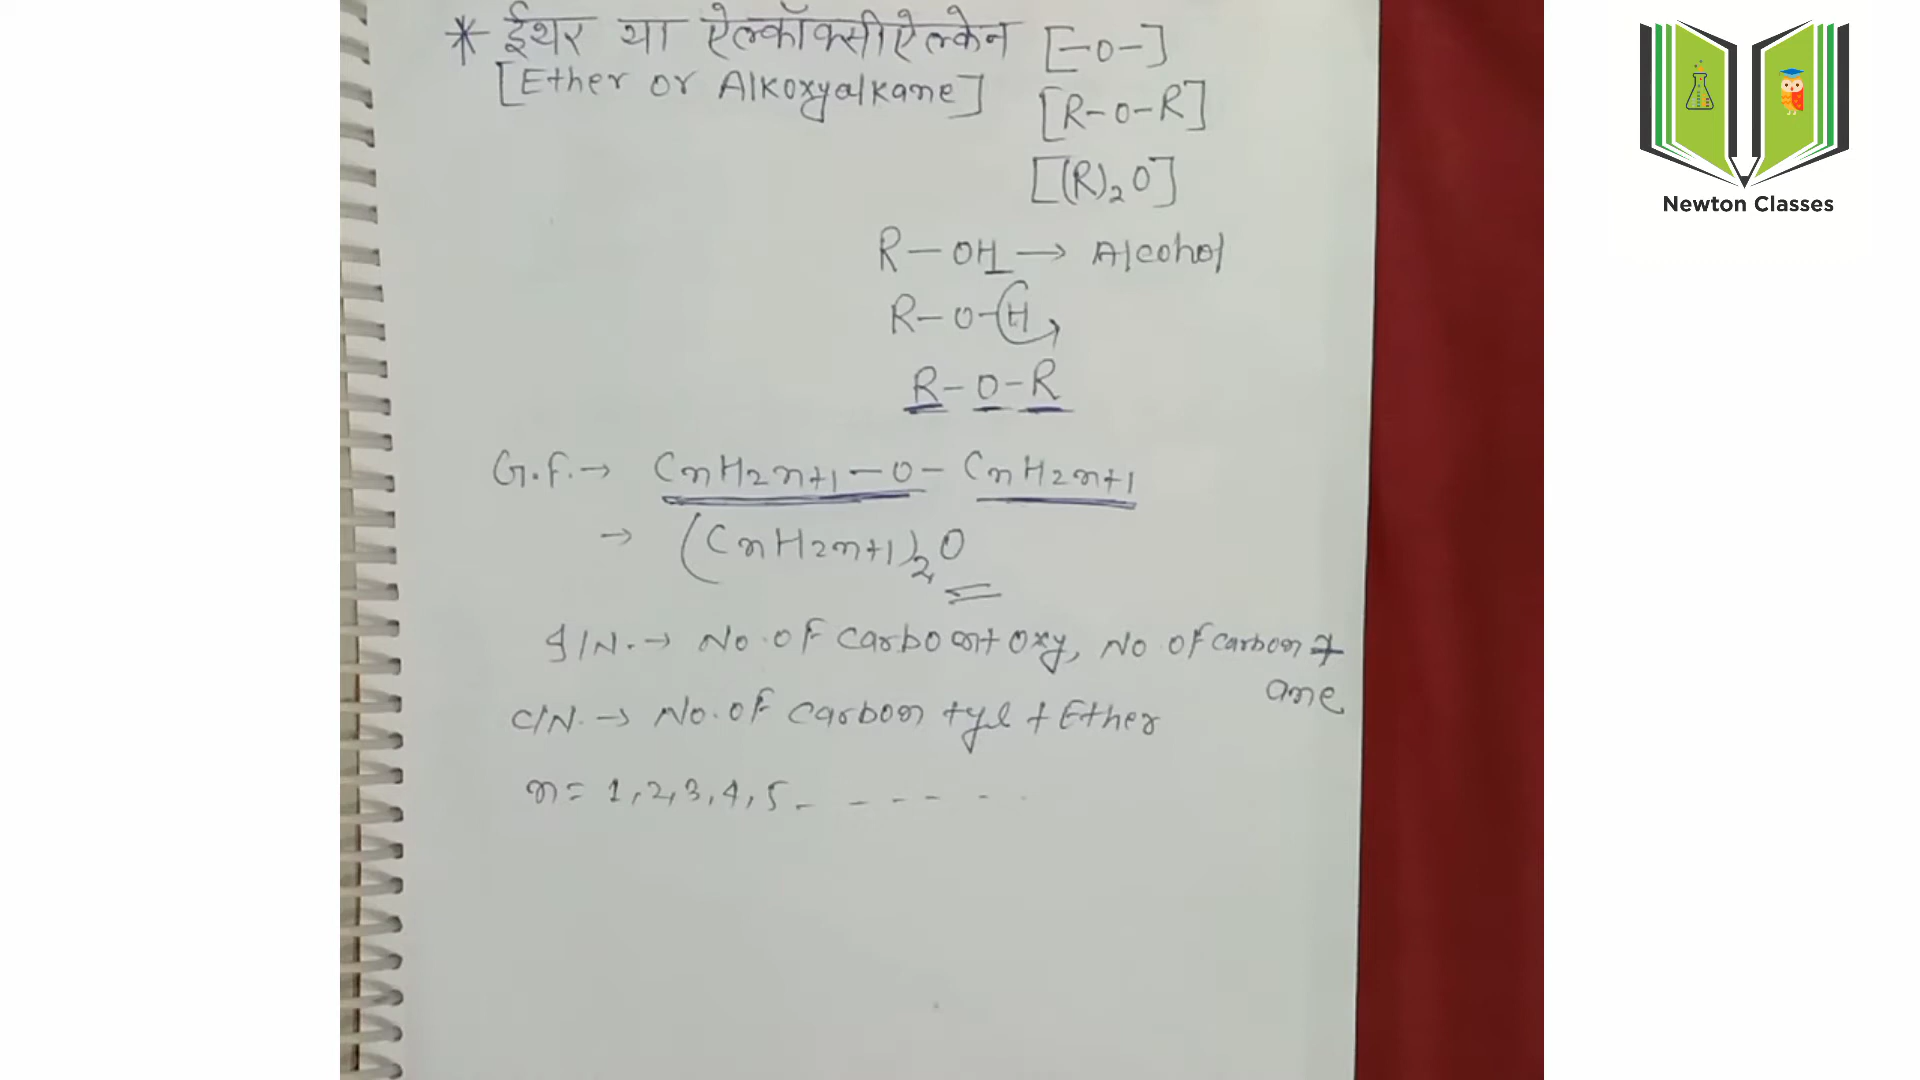 * ईथर या ऐल्कॉक्सीऐल्केन [-O-]
[Ether or Alkoxyalkane]
[R-O-R]
[(R)₂O]
R-OH → Alcohol
R-O-H
R-O-R
G.F. → CnH2n+1-O-CnH2n+1
→ (CnH2n+1)₂O
I/N. → No. of carbon + oxy, No of carbon + ane
C/N. → No. of carbon + yl + Ether
n = 1, 2, 3, 4, 5 - - - - -
Newton Classes